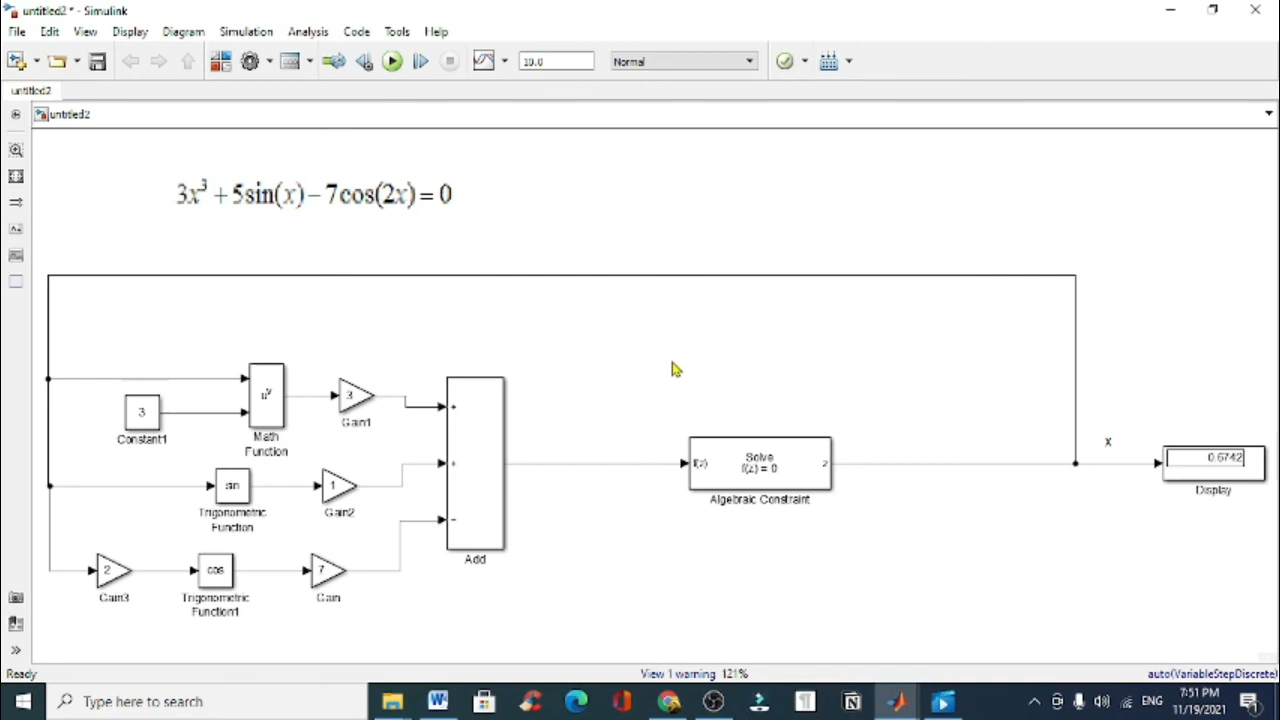 untitled2 * - Simulink
File Edit View Display Diagram Simulation Analysis Code Tools Help
10.0 Normal
untitled2
untitled2
3x³ + 5sin(x) − 7cos(2x) = 0
3
Constant1
u^v
Math
Function
3
Gain1
sin
Trigonometric
Function
1
Gain2
2
Gain3
cos
Trigonometric
Function1
7
Gain
+
+
−
Add
f(z) Solve
f(z) = 0 z
Algebraic Constraint
x
0.6742
Display
Ready View 1 warning 121% auto(VariableStepDiscrete)
Type here to search ENG 7:51 PM
11/19/2021